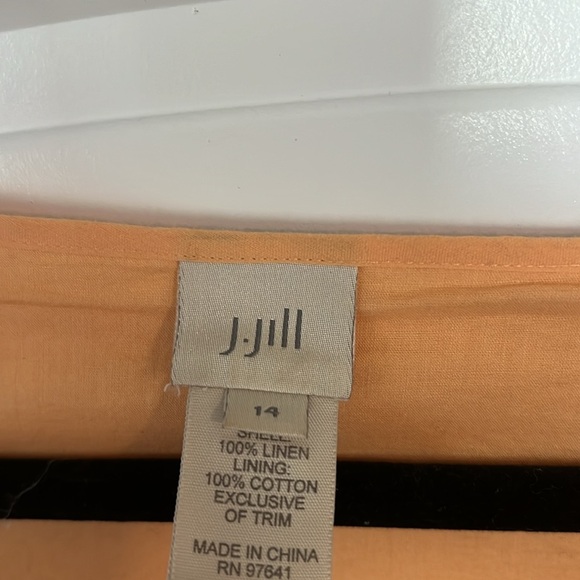 J.Jill
14
SHELL:
100% LINEN
LINING:
100% COTTON
EXCLUSIVE
OF TRIM
MADE IN CHINA
RN 97641